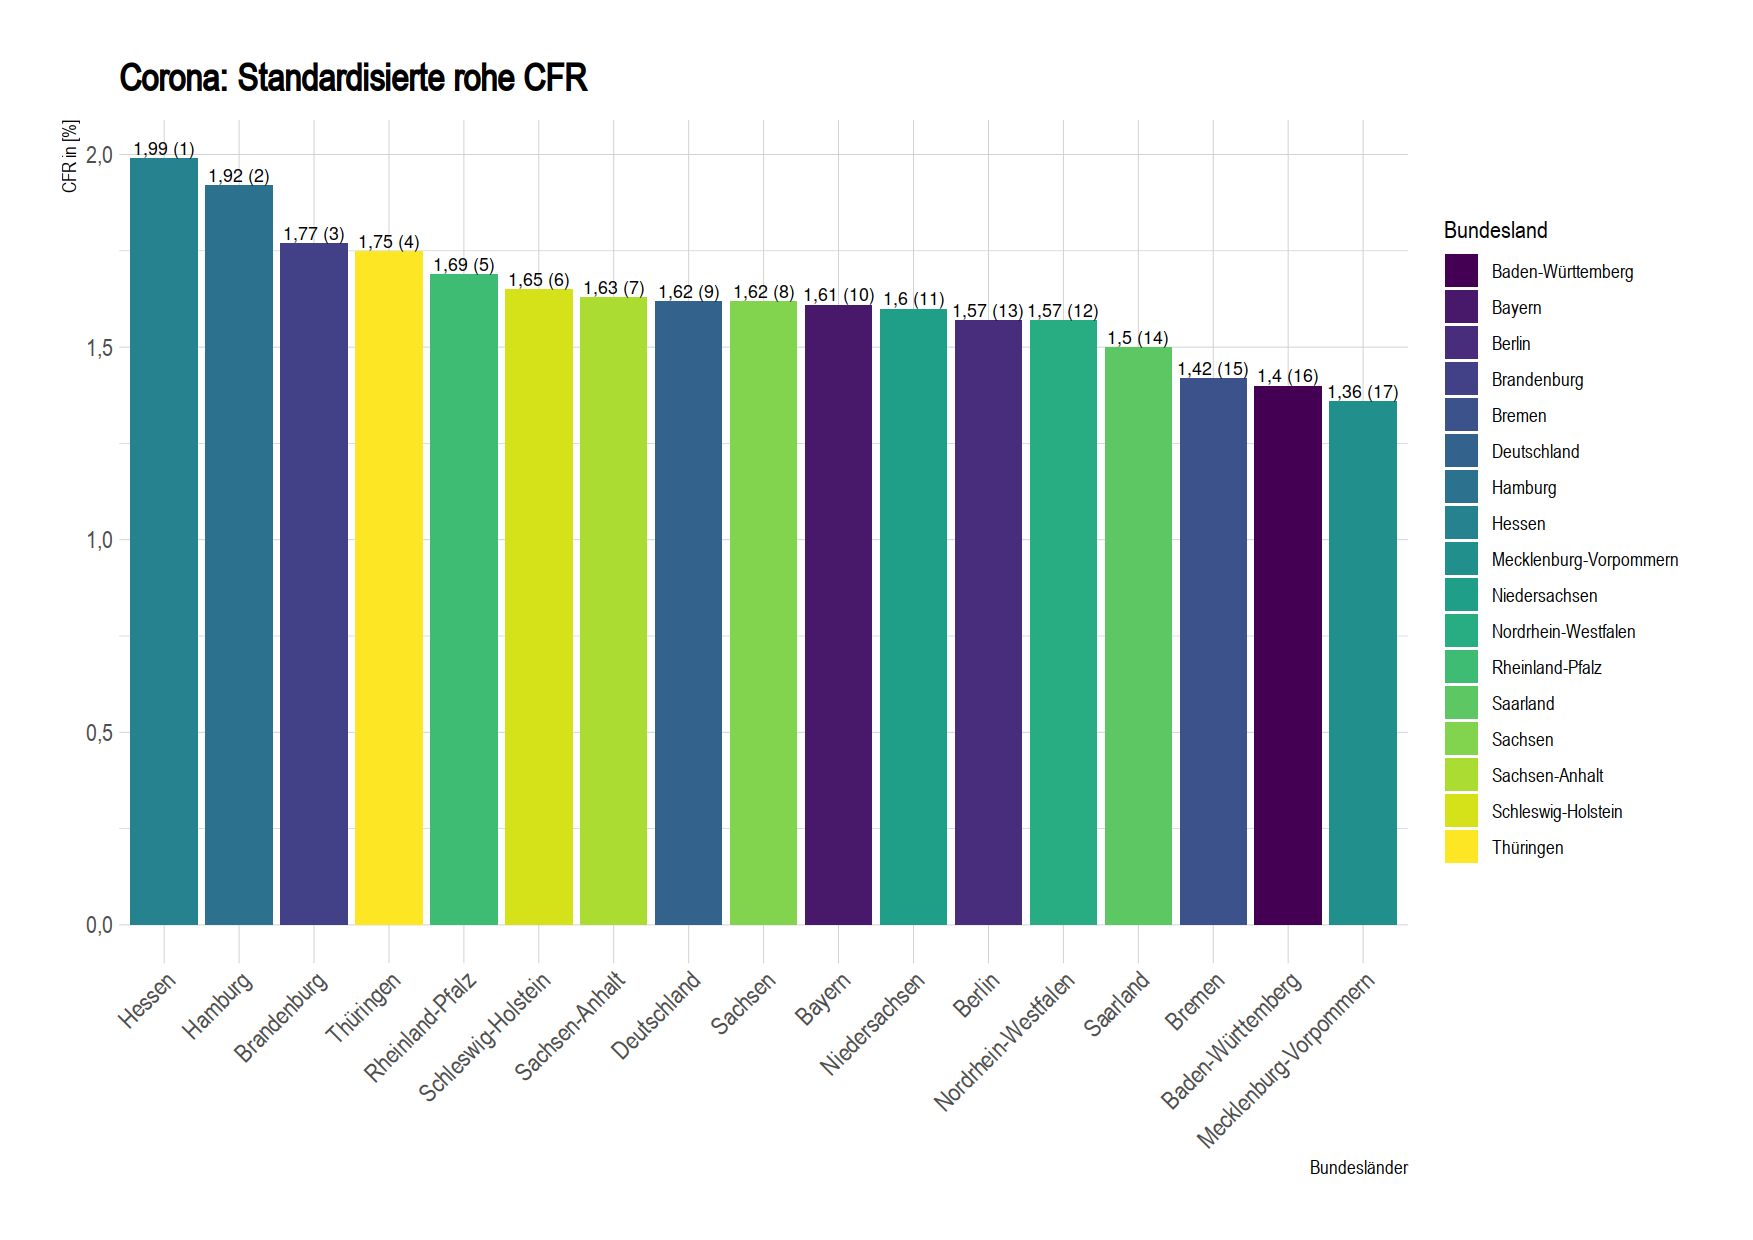 Corona: Standardisierte rohe CFR
CFR in [%]
2,0
1,5
1,0
0,5
0,0
1,99 (1)
1,92 (2)
1,77 (3)
1,75 (4)
1,69 (5)
1,65 (6)
1,63 (7)
1,62 (9)
1,62 (8)
1,61 (10)
1,6 (11)
1,57 (13)
1,57 (12)
1,5 (14)
1,42 (15)
1,4 (16)
1,36 (17)
Hessen
Hamburg
Brandenburg
Thüringen
Rheinland-Pfalz
Schleswig-Holstein
Sachsen-Anhalt
Deutschland
Sachsen
Bayern
Niedersachsen
Berlin
Nordrhein-Westfalen
Saarland
Bremen
Baden-Württemberg
Mecklenburg-Vorpommern
Bundesländer
Bundesland
Baden-Württemberg
Bayern
Berlin
Brandenburg
Bremen
Deutschland
Hamburg
Hessen
Mecklenburg-Vorpommern
Niedersachsen
Nordrhein-Westfalen
Rheinland-Pfalz
Saarland
Sachsen
Sachsen-Anhalt
Schleswig-Holstein
Thüringen